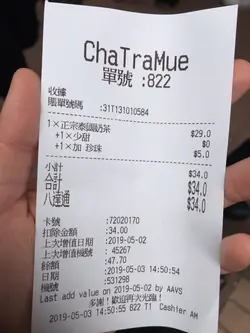 ChaTraMue
單號 :822
收據
賬單號碼 :31T131010584
1×正宗泰國奶茶 $29.0
+1×少甜 $0
+1×加 珍珠 $5.0
小計 $34.0
合計 $34.0
八達通 $34.0
卡號 :72020170
扣除金額 :34.00
上次增值日期 :2019-05-02
上次增值機號 : 45267
餘額 :47.70
日期 :2019-05-03 14:50:54
機號 :531298
Last add value on 2019-05-02 by AAVS
多謝!歡迎再次光臨!
2019-05-03 14:50:55 822 T1 Cashier AM